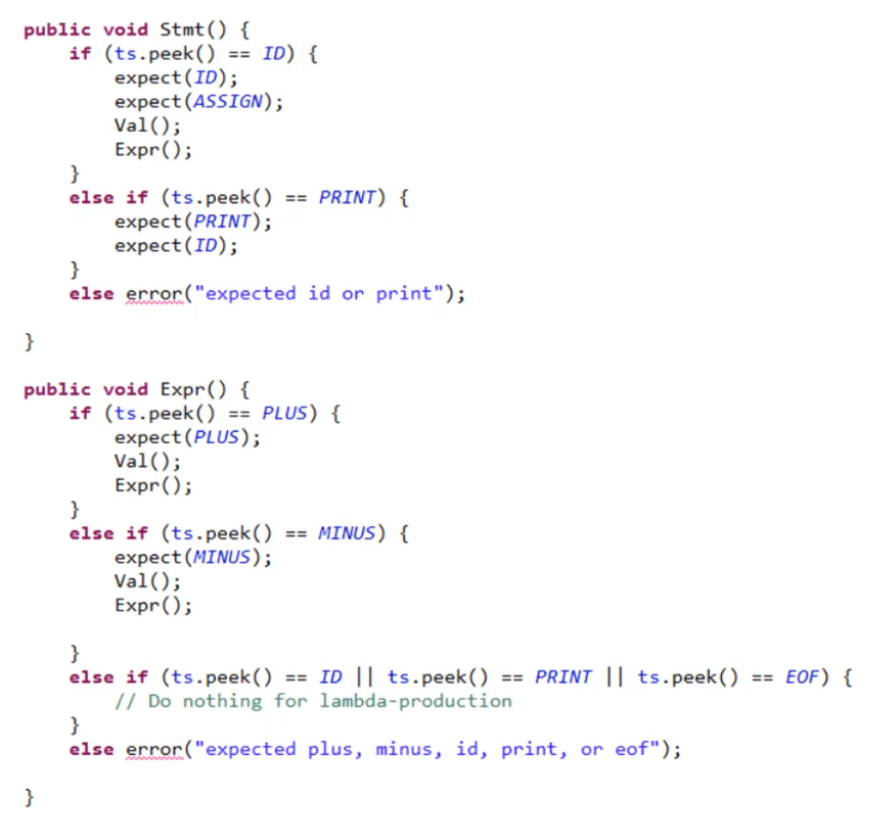 public void Stmt() {
    if (ts.peek() == ID) {
        expect(ID);
        expect(ASSIGN);
        Val();
        Expr();
    }
    else if (ts.peek() == PRINT) {
        expect(PRINT);
        expect(ID);
    }
    else error("expected id or print");
}
public void Expr() {
    if (ts.peek() == PLUS) {
        expect(PLUS);
        Val();
        Expr();
    }
    else if (ts.peek() == MINUS) {
        expect(MINUS);
        Val();
        Expr();
    }
    else if (ts.peek() == ID || ts.peek() == PRINT || ts.peek() == EOF) {
        // Do nothing for lambda-production
    }
    else error("expected plus, minus, id, print, or eof");
}